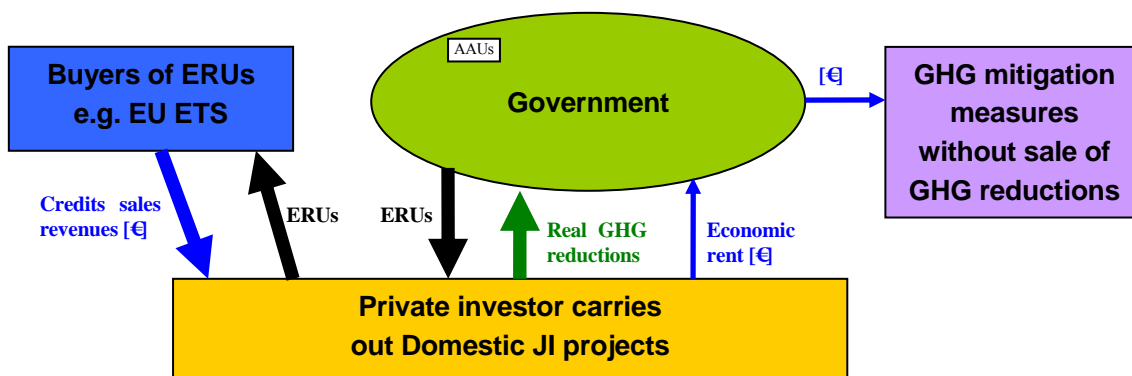 Buyers of ERUs
e.g. EU ETS
AAUs
Government
[€]
GHG mitigation
measures
without sale of
GHG reductions
Credits sales
revenues [€]
ERUs
ERUs
Real GHG
reductions
Economic
rent [€]
Private investor carries
out Domestic JI projects